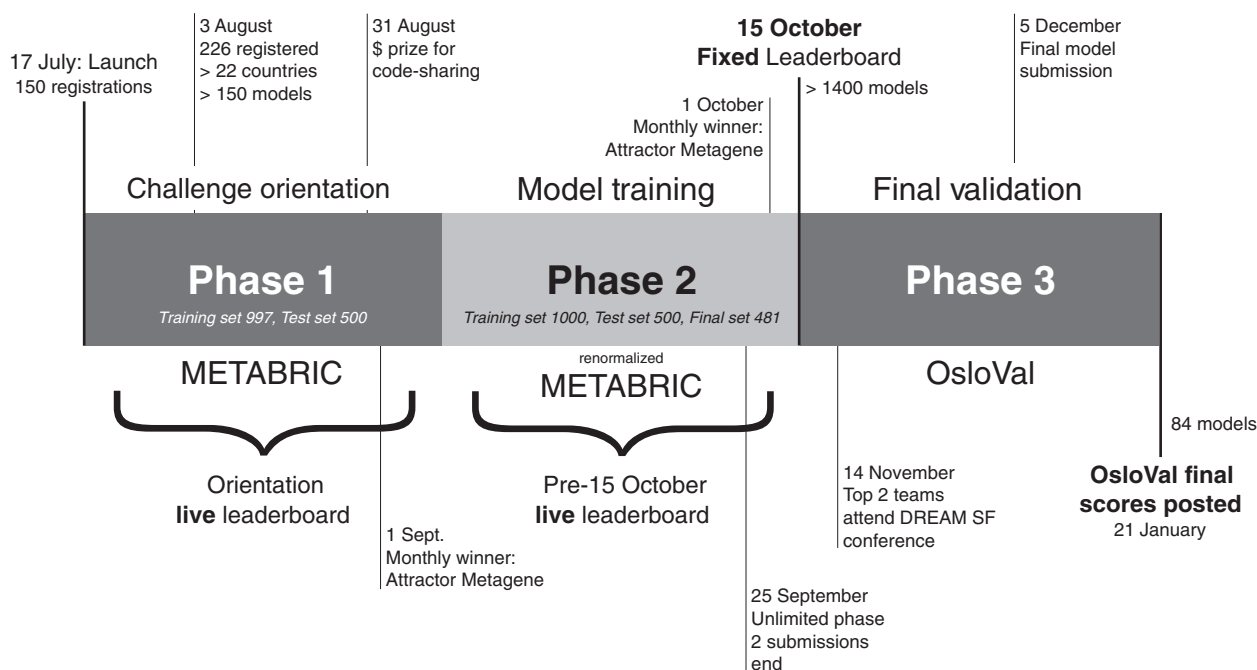 17 July: Launch
150 registrations
3 August
226 registered
> 22 countries
> 150 models
31 August
$ prize for
code-sharing
1 October
Monthly winner:
Attractor Metagene
15 October
Fixed Leaderboard
> 1400 models
5 December
Final model
submission
Challenge orientation
Model training
Final validation
Phase 1
Training set 997, Test set 500
Phase 2
Training set 1000, Test set 500, Final set 481
Phase 3
METABRIC
renormalized
METABRIC
OsloVal
Orientation
live leaderboard
1 Sept.
Monthly winner:
Attractor Metagene
Pre-15 October
live leaderboard
25 September
Unlimited phase
2 submissions
end
14 November
Top 2 teams
attend DREAM SF
conference
84 models
OsloVal final
scores posted
21 January